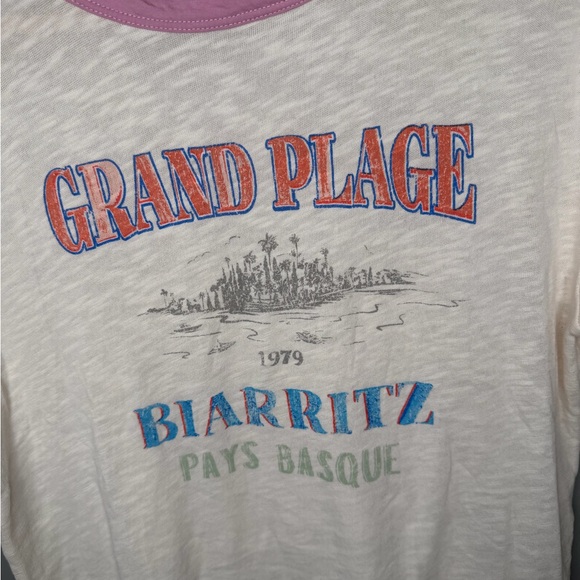 GRAND PLAGE
1979
BIARRITZ
PAYS BASQUE